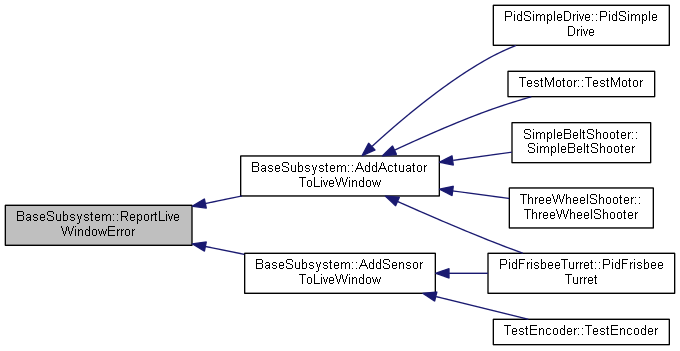 PidSimpleDrive::PidSimple
Drive
TestMotor::TestMotor
SimpleBeltShooter::
SimpleBeltShooter
BaseSubsystem::AddActuator
ToLiveWindow
ThreeWheelShooter::
ThreeWheelShooter
BaseSubsystem::ReportLive
WindowError
BaseSubsystem::AddSensor
ToLiveWindow
PidFrisbeeTurret::PidFrisbee
Turret
TestEncoder::TestEncoder